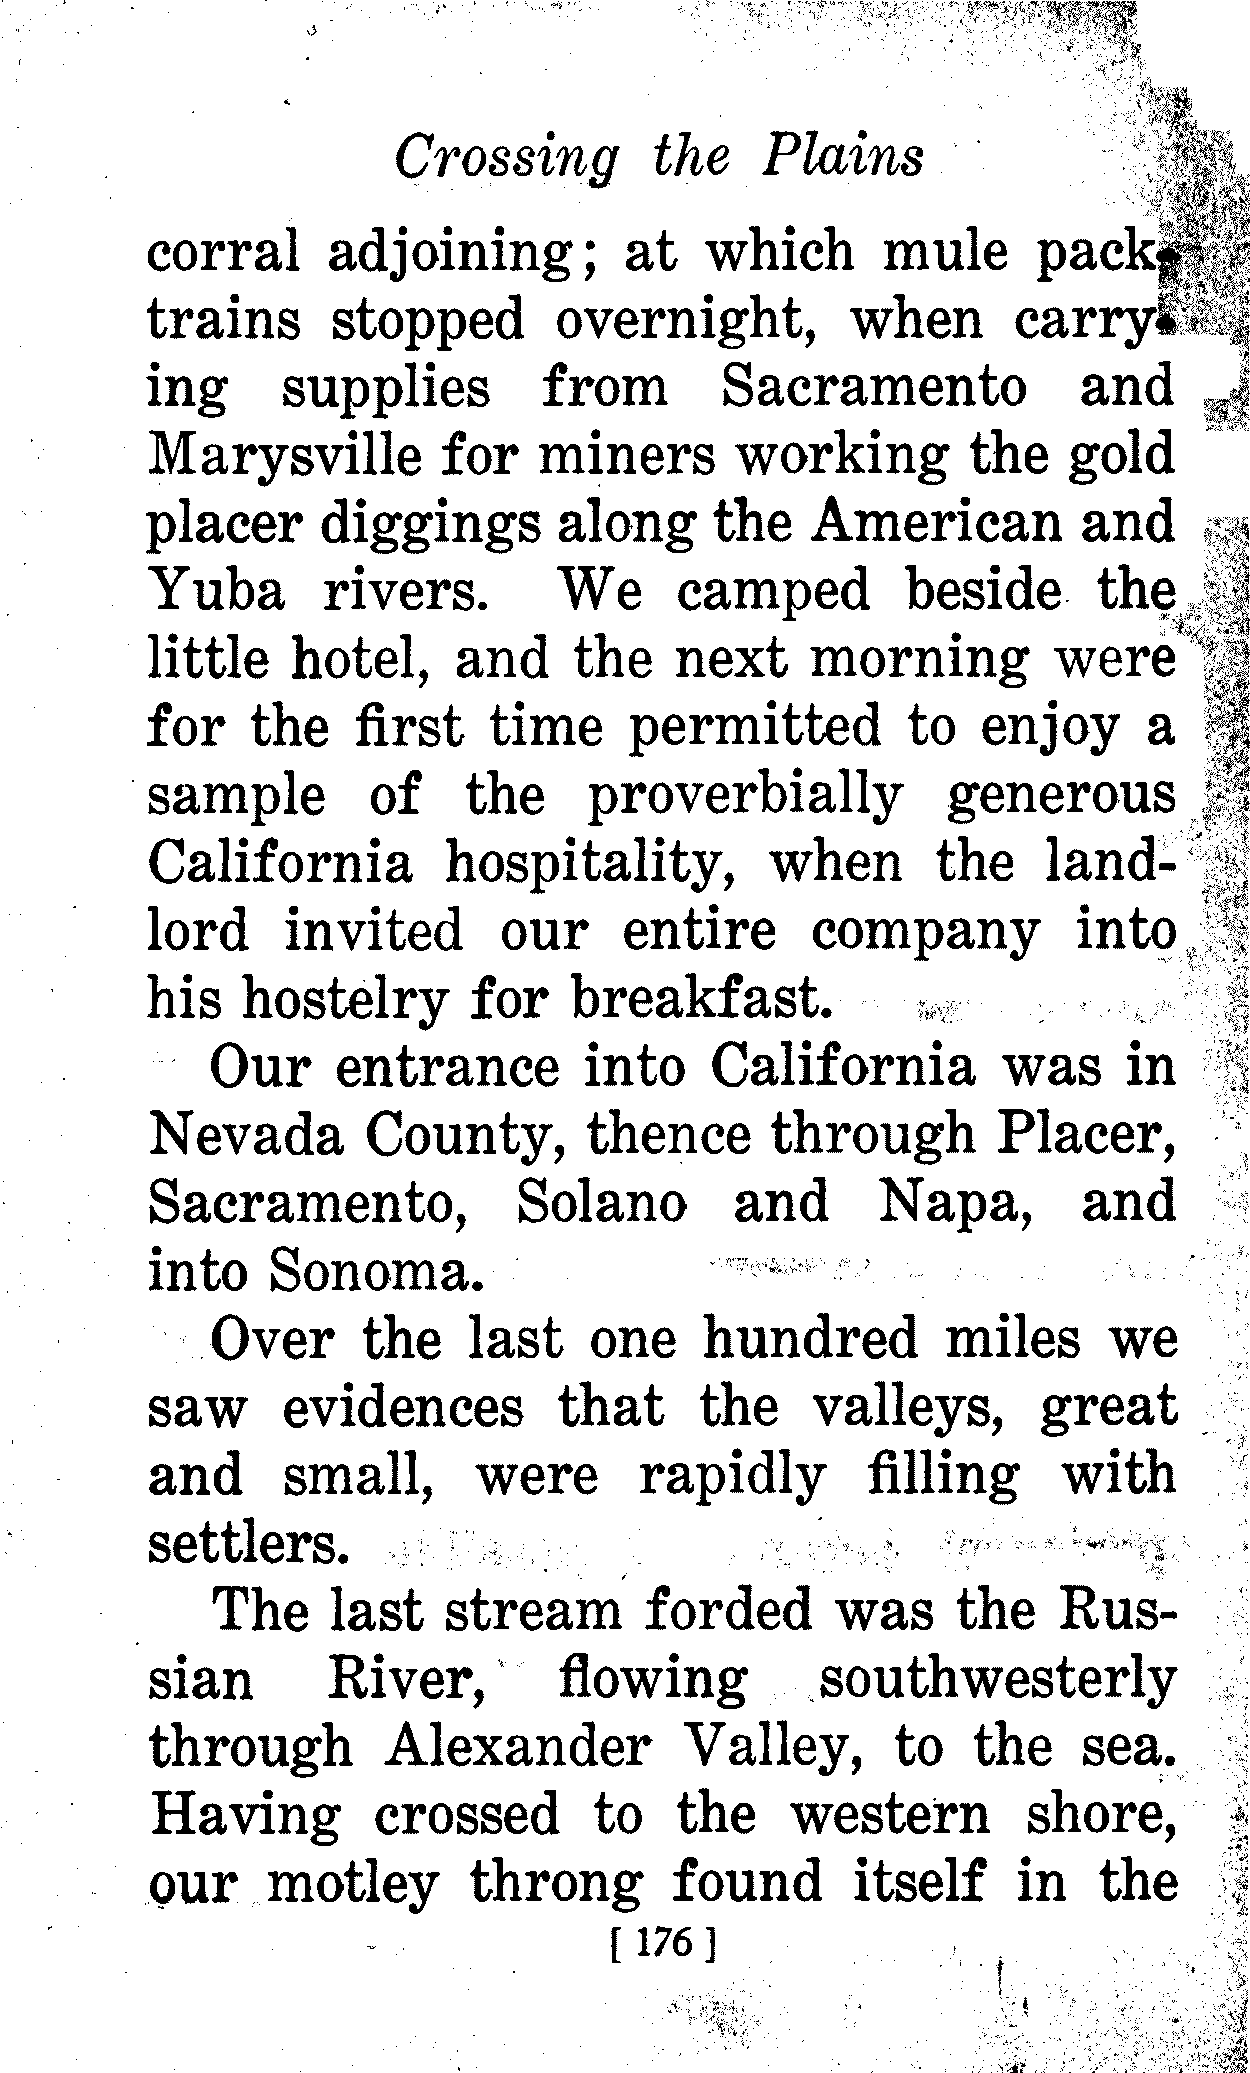 Crossing the Plains
corral adjoining; at which mule pack-
trains stopped overnight, when carry-
ing supplies from Sacramento and
Marysville for miners working the gold
placer diggings along the American and
Yuba rivers. We camped beside the
little hotel, and the next morning were
for the first time permitted to enjoy a
sample of the proverbially generous
California hospitality, when the land-
lord invited our entire company into
his hostelry for breakfast.
Our entrance into California was in
Nevada County, thence through Placer,
Sacramento, Solano and Napa, and
into Sonoma.
Over the last one hundred miles we
saw evidences that the valleys, great
and small, were rapidly filling with
settlers.
The last stream forded was the Rus-
sian River, flowing southwesterly
through Alexander Valley, to the sea.
Having crossed to the western shore,
our motley throng found itself in the
[ 176 ]